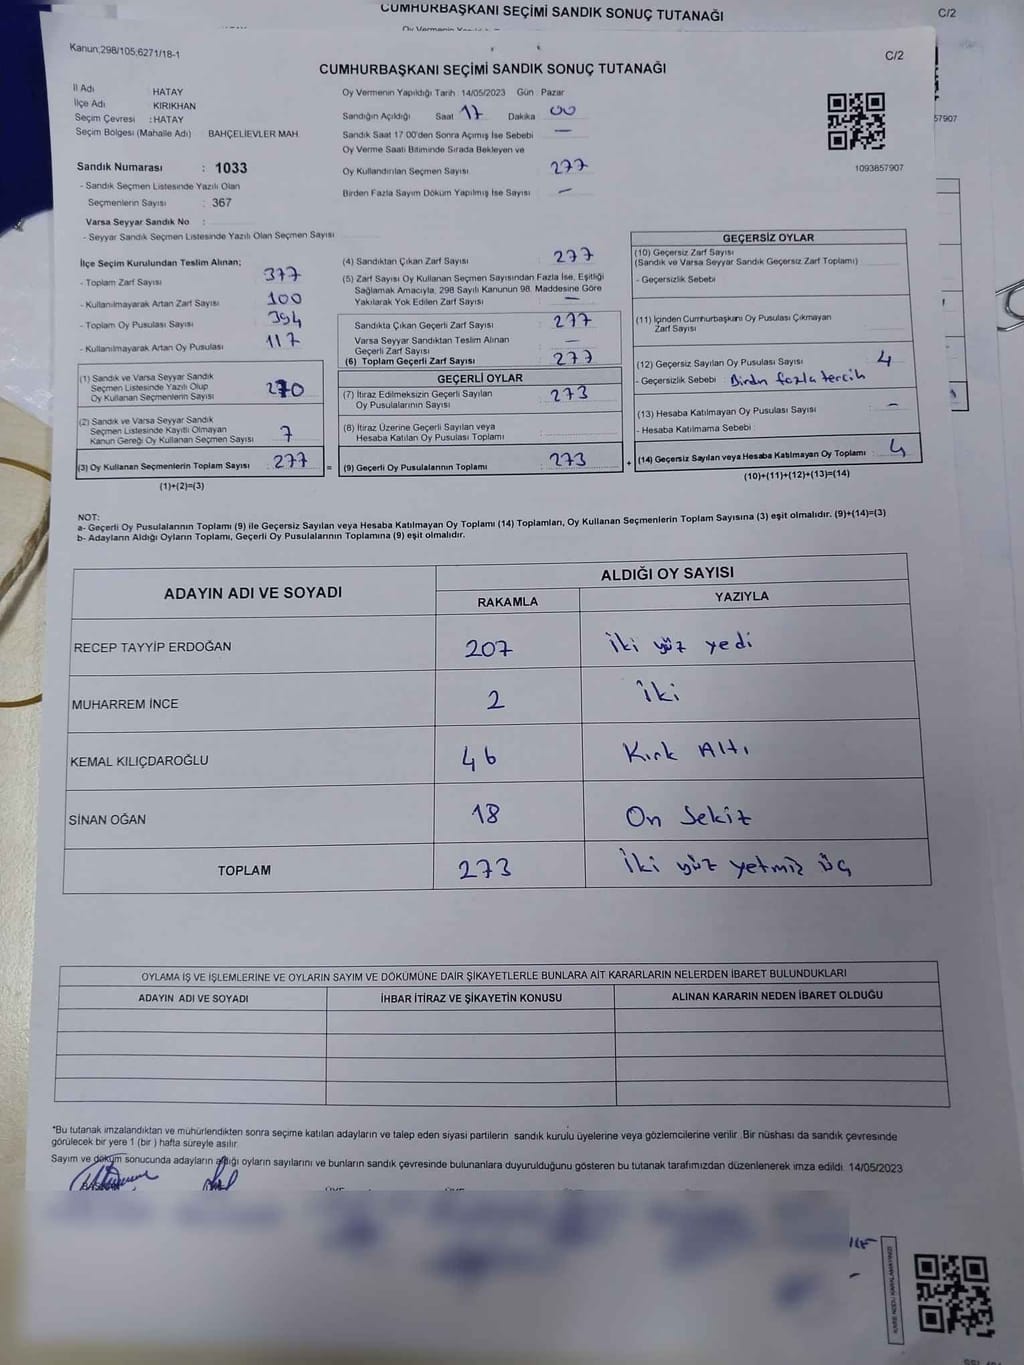 CUMHURBAŞKANI SEÇİMİ SANDIK SONUÇ TUTANAĞI
C/2
Kanun;298/105;6271/18-1
C/2
CUMHURBAŞKANI SEÇİMİ SANDIK SONUÇ TUTANAĞI
İl Adı : HATAY
İlçe Adı KIRIKHAN
Seçim Çevresi : HATAY
Seçim Bölgesi (Mahalle Adı) : BAHÇELİEVLER MAH.
Sandık Numarası : 1033
- Sandık Seçmen Listesinde Yazılı Olan
Seçmenlerin Sayısı : 367
Varsa Seyyar Sandık No :
- Seyyar Sandık Seçmen Listesinde Yazılı Olan Seçmen Sayısı
Oy Vermenin Yapıldığı Tarih : 14/05/2023 Gün : Pazar
Sandığın Açıldığı Saat 17 Dakika 00
Sandık Saat 17.00'den Sonra Açımış İse Sebebi : —
Oy Verme Saati Bitiminde Sırada Bekleyen ve
Oy Kullandırılan Seçmen Sayısı : 277
Birden Fazla Sayım Döküm Yapılmış İse Sayısı : —
1093857907
57907
İlçe Seçim Kurulundan Teslim Alınan;
- Toplam Zarf Sayısı : 377
- Kullanılmayarak Artan Zarf Sayısı : 100
- Toplam Oy Pusulası Sayısı : 394
- Kullanılmayarak Artan Oy Pusulası : 117
(1) Sandık ve Varsa Seyyar Sandık
Seçmen Listesinde Yazılı Olup
Oy Kullanan Seçmenlerin Sayısı : 270
(2) Sandık ve Varsa Seyyar Sandık
Seçmen Listesinde Kayıtlı Olmayan
Kanun Gereği Oy Kullanan Seçmen Sayısı : 7
(3) Oy Kullanan Seçmenlerin Toplam Sayısı : 277
(1)+(2)=(3)
=
(4) Sandıktan Çıkan Zarf Sayısı : 277
(5) Zarf Sayısı Oy Kullanan Seçmen Sayısından Fazla İse, Eşitliği
Sağlamak Amacıyla, 298 Sayılı Kanunun 98. Maddesine Göre
Yakılarak Yok Edilen Zarf Sayısı : —
Sandıkta Çıkan Geçerli Zarf Sayısı : 277
Varsa Seyyar Sandıktan Teslim Alınan
Geçerli Zarf Sayısı : —
(6) Toplam Geçerli Zarf Sayısı : 277
GEÇERLİ OYLAR
(7) İtiraz Edilmeksizin Geçerli Sayılan
Oy Pusulalarının Sayısı : 273
(8) İtiraz Üzerine Geçerli Sayılan veya
Hesaba Katılan Oy Pusulası Toplamı :
(9) Geçerli Oy Pusulalarının Toplamı : 273
+
GEÇERSİZ OYLAR
(10) Geçersiz Zarf Sayısı
(Sandık ve Varsa Seyyar Sandık Geçersiz Zarf Toplamı)
- Geçersizlik Sebebi :
(11) İçinden Cumhurbaşkanı Oy Pusulası Çıkmayan
Zarf Sayısı
(12) Geçersiz Sayılan Oy Pusulası Sayısı : 4
- Geçersizlik Sebebi : Birdn fazla tercih
(13) Hesaba Katılmayan Oy Pusulası Sayısı : —
- Hesaba Katılmama Sebebi :
(14) Geçersiz Sayılan veya Hesaba Katılmayan Oy Toplamı : 4
(10)+(11)+(12)+(13)=(14)
NOT:
a- Geçerli Oy Pusulalarının Toplamı (9) ile Geçersiz Sayılan veya Hesaba Katılmayan Oy Toplamı (14) Toplamları, Oy Kullanan Seçmenlerin Toplam Sayısına (3) eşit olmalıdır. (9)+(14)=(3)
b- Adayların Aldığı Oyların Toplamı, Geçerli Oy Pusulalarının Toplamına (9) eşit olmalıdır.
ADAYIN ADI VE SOYADI
ALDIĞI OY SAYISI
RAKAMLA YAZIYLA
RECEP TAYYİP ERDOĞAN 207 İki yüz yedi
MUHARREM İNCE 2 İki
KEMAL KILIÇDAROĞLU 46 Kırk Altı
SİNAN OĞAN 18 On Sekiz
TOPLAM 273 İki yüz yetmiş üç
OYLAMA İŞ VE İŞLEMLERİNE VE OYLARIN SAYIM VE DÖKÜMÜNE DAİR ŞİKAYETLERLE BUNLARA AİT KARARLARIN NELERDEN İBARET BULUNDUKLARI
ADAYIN ADI VE SOYADI İHBAR İTİRAZ VE ŞİKAYETİN KONUSU ALINAN KARARIN NEDEN İBARET OLDUĞU
*Bu tutanak imzalandıktan ve mühürlendikten sonra seçime katılan adayların ve talep eden siyasi partilerin sandık kurulu üyelerine veya gözlemcilerine verilir. Bir nüshası da sandık çevresinde
görülecek bir yere 1 (bir ) hafta süreyle asılır.
Sayım ve döküm sonucunda adayların aldığı oyların sayılarını ve bunların sandık çevresinde bulunanlara duyurulduğunu gösteren bu tutanak tarafımızdan düzenlenerek imza edildi. 14/05/2023